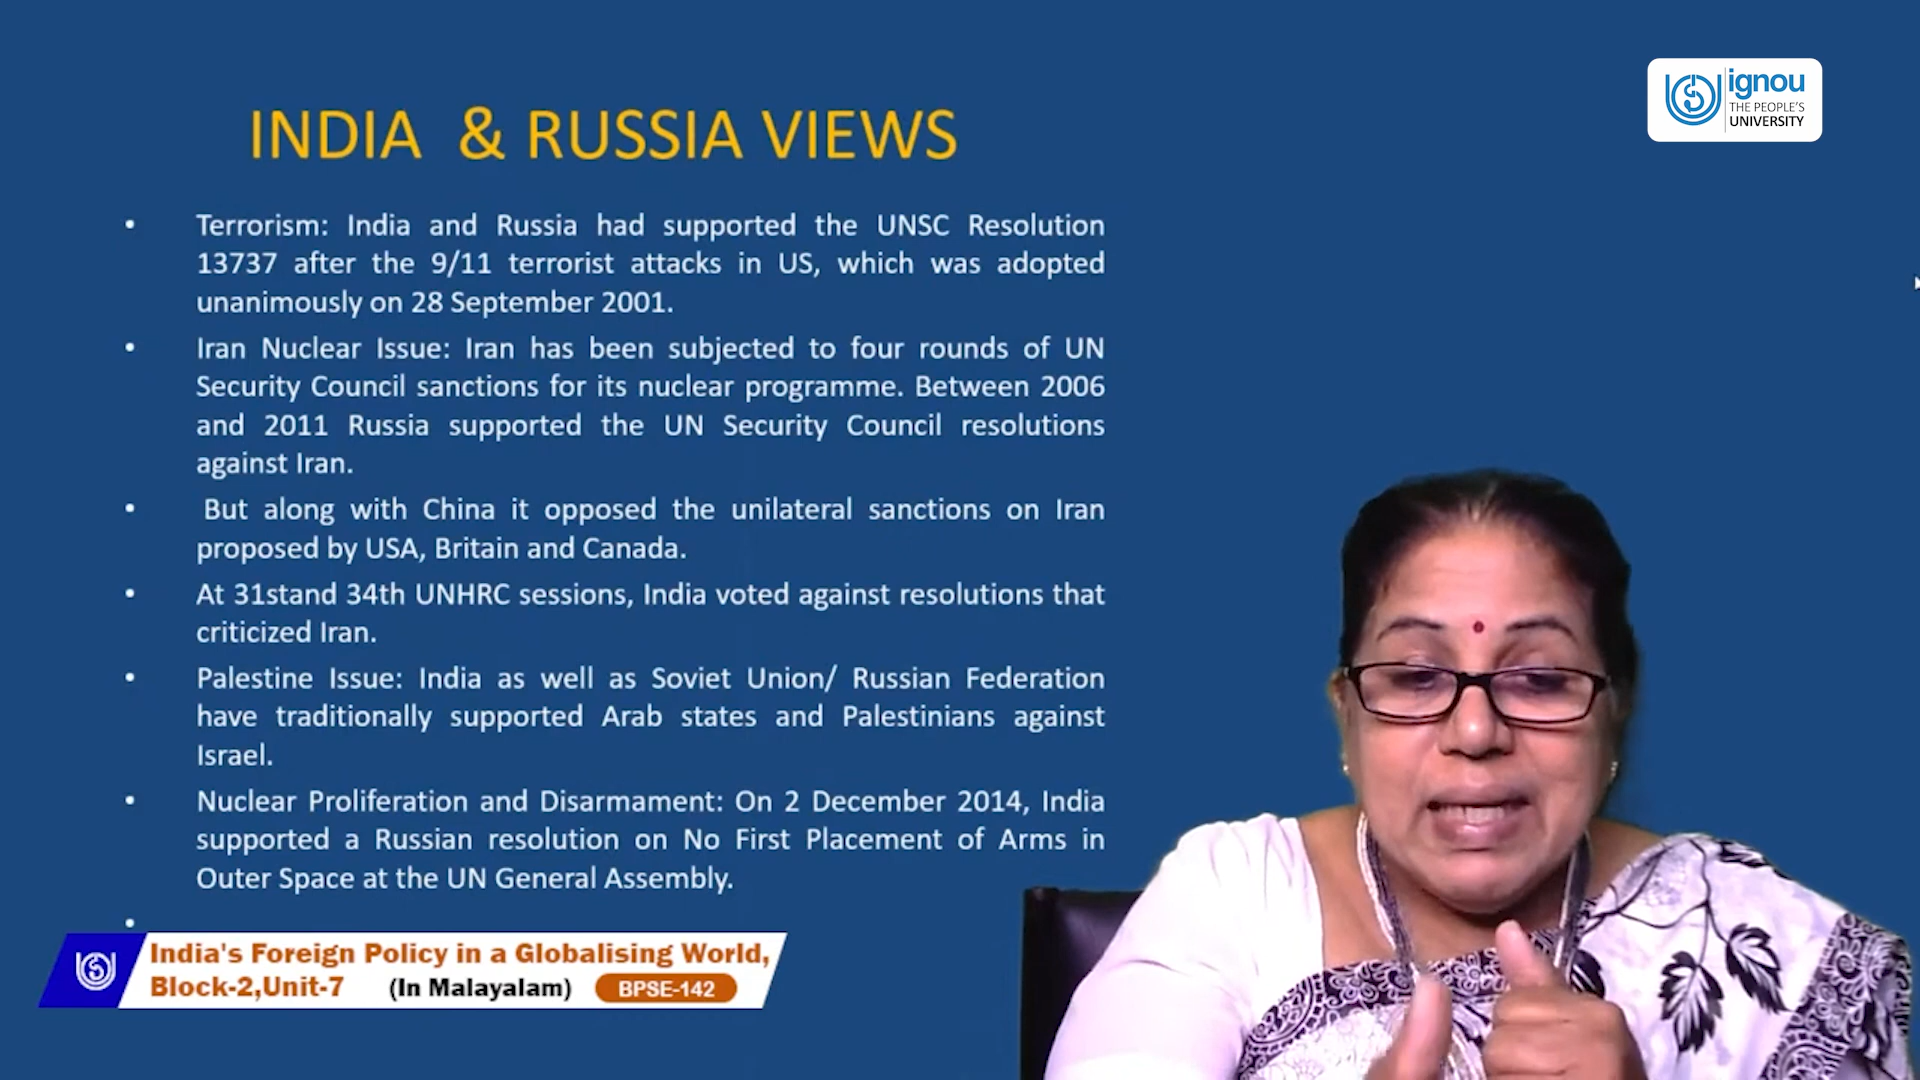 ignou
THE PEOPLE'S
UNIVERSITY
INDIA & RUSSIA VIEWS
• Terrorism: India and Russia had supported the UNSC Resolution
13737 after the 9/11 terrorist attacks in US, which was adopted
unanimously on 28 September 2001.
• Iran Nuclear Issue: Iran has been subjected to four rounds of UN
Security Council sanctions for its nuclear programme. Between 2006
and 2011 Russia supported the UN Security Council resolutions
against Iran.
• But along with China it opposed the unilateral sanctions on Iran
proposed by USA, Britain and Canada.
• At 31stand 34th UNHRC sessions, India voted against resolutions that
criticized Iran.
• Palestine Issue: India as well as Soviet Union/ Russian Federation
have traditionally supported Arab states and Palestinians against
Israel.
• Nuclear Proliferation and Disarmament: On 2 December 2014, India
supported a Russian resolution on No First Placement of Arms in
Outer Space at the UN General Assembly.
•
India's Foreign Policy in a Globalising World,
Block-2,Unit-7 (In Malayalam) BPSE-142